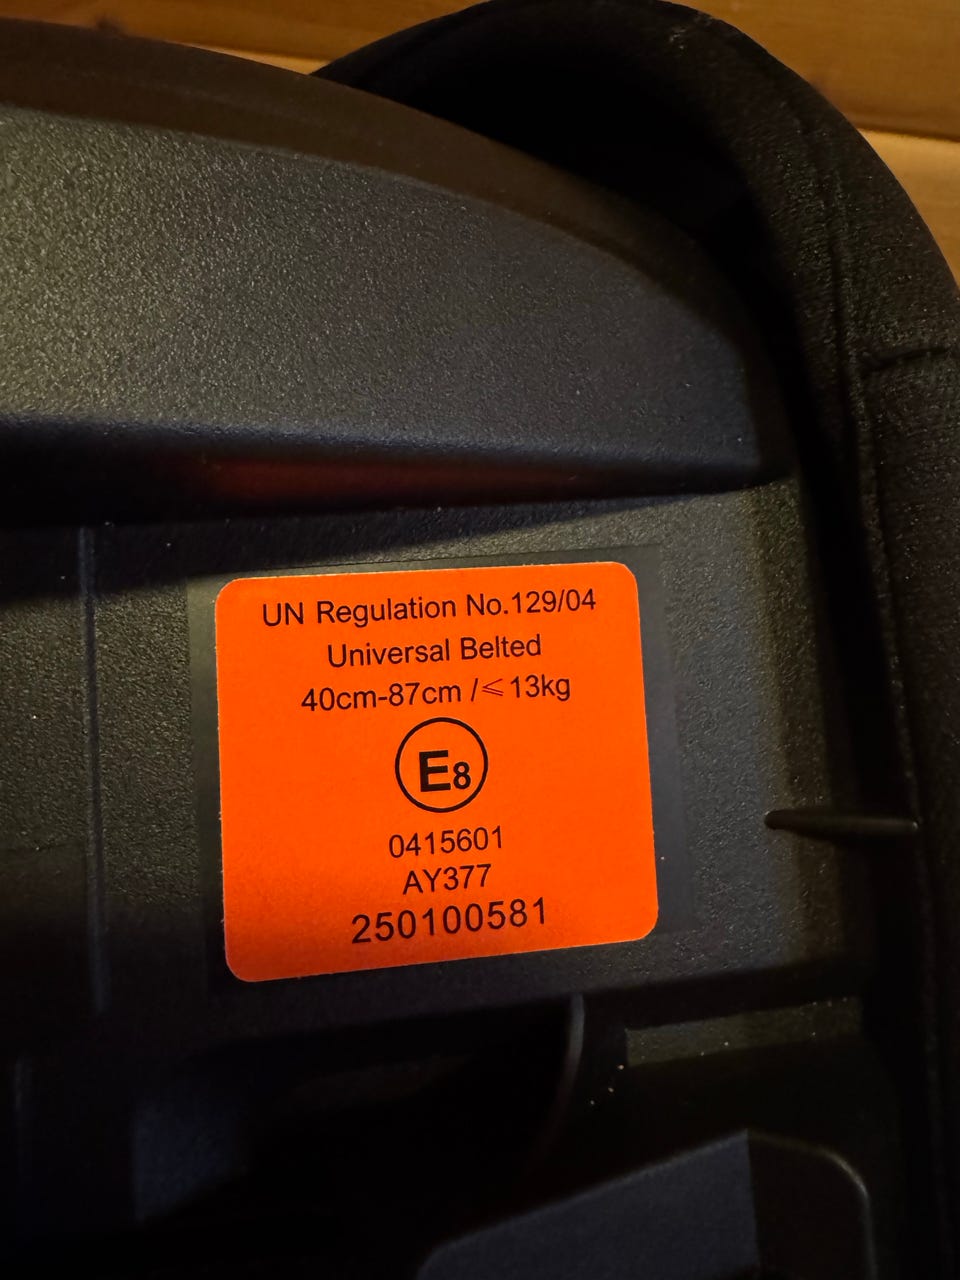 UN Regulation No.129/04
Universal Belted
40cm-87cm /⩽13kg
E8
0415601
AY377
250100581